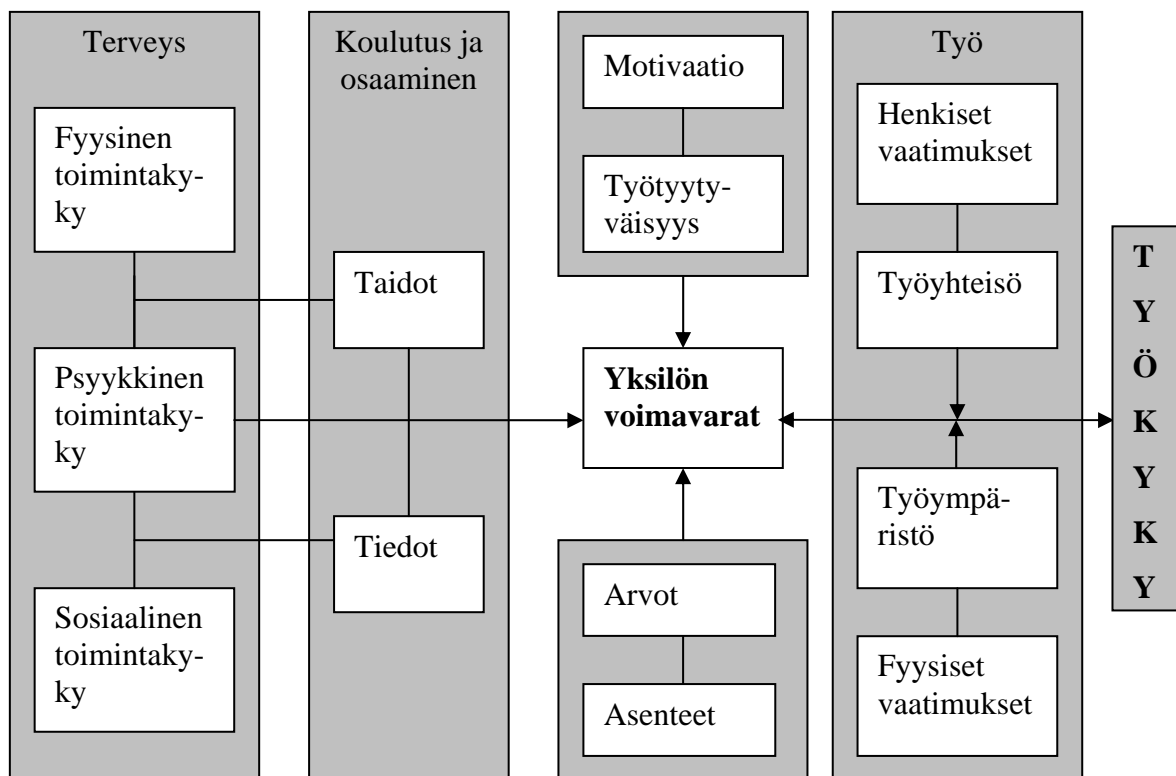 Terveys
Fyysinen
toimintaky-
ky
Psyykkinen
toimintaky-
ky
Sosiaalinen
toimintaky-
ky
Koulutus ja
osaaminen
Taidot
Tiedot
Motivaatio
Työtyyty-
väisyys
Yksilön
voimavarat
Arvot
Asenteet
Työ
Henkiset
vaatimukset
Työyhteisö
Työympä-
ristö
Fyysiset
vaatimukset
T
Y
Ö
K
Y
K
Y